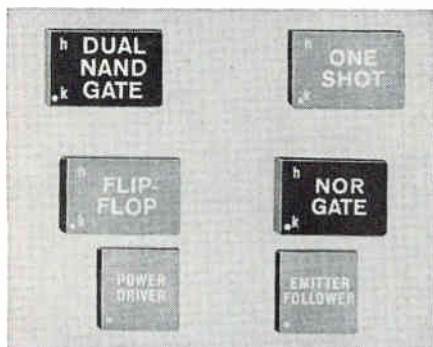 h DUAL
NAND
.k GATE
ONE
SHOT
h
FLIP-
.k FLOP
h NOR
.k GATE
POWER
DRIVER
EMITTER
FOLLOWER